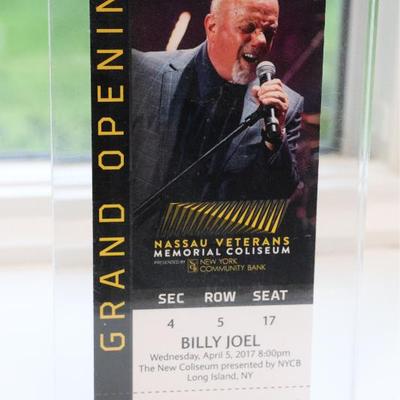 GRAND OPENIN
NASSAU VETERANS
MEMORIAL COLISEUM
PRESENTED BY NEW YORK
COMMUNITY BANK
SEC ROW SEAT
4 5 17
BILLY JOEL
Wednesday, April 5, 2017 8:00pm
The New Coliseum presented by NYCB
Long Island, NY